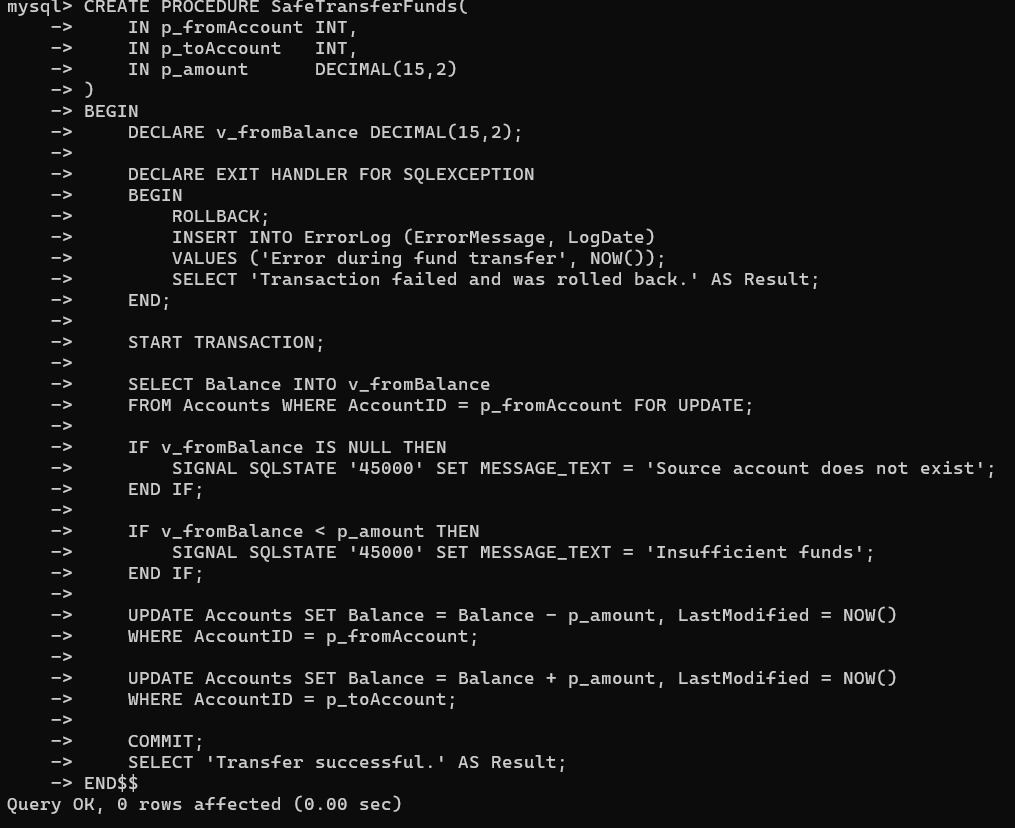 mysql> CREATE PROCEDURE SafeTransferFunds(
    ->     IN p_fromAccount INT,
    ->     IN p_toAccount   INT,
    ->     IN p_amount      DECIMAL(15,2)
    -> )
    -> BEGIN
    ->     DECLARE v_fromBalance DECIMAL(15,2);
    ->
    ->     DECLARE EXIT HANDLER FOR SQLEXCEPTION
    ->     BEGIN
    ->         ROLLBACK;
    ->         INSERT INTO ErrorLog (ErrorMessage, LogDate)
    ->         VALUES ('Error during fund transfer', NOW());
    ->         SELECT 'Transaction failed and was rolled back.' AS Result;
    ->     END;
    ->
    ->     START TRANSACTION;
    ->
    ->     SELECT Balance INTO v_fromBalance
    ->     FROM Accounts WHERE AccountID = p_fromAccount FOR UPDATE;
    ->
    ->     IF v_fromBalance IS NULL THEN
    ->         SIGNAL SQLSTATE '45000' SET MESSAGE_TEXT = 'Source account does not exist';
    ->     END IF;
    ->
    ->     IF v_fromBalance < p_amount THEN
    ->         SIGNAL SQLSTATE '45000' SET MESSAGE_TEXT = 'Insufficient funds';
    ->     END IF;
    ->
    ->     UPDATE Accounts SET Balance = Balance - p_amount, LastModified = NOW()
    ->     WHERE AccountID = p_fromAccount;
    ->
    ->     UPDATE Accounts SET Balance = Balance + p_amount, LastModified = NOW()
    ->     WHERE AccountID = p_toAccount;
    ->
    ->     COMMIT;
    ->     SELECT 'Transfer successful.' AS Result;
    -> END$$
Query OK, 0 rows affected (0.00 sec)